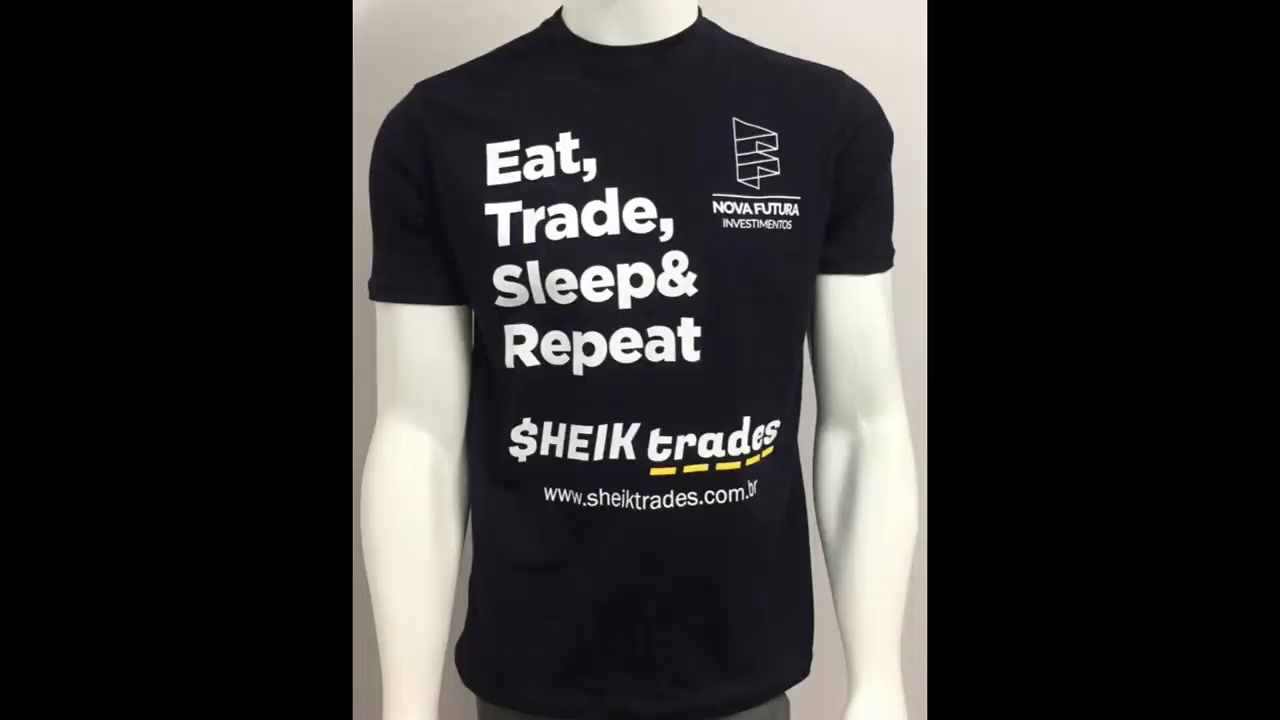 Eat,
Trade,
Sleep&
Repeat
NOVA FUTURA
INVESTIMENTOS
$HEIK trades
www.sheiktrades.com.br